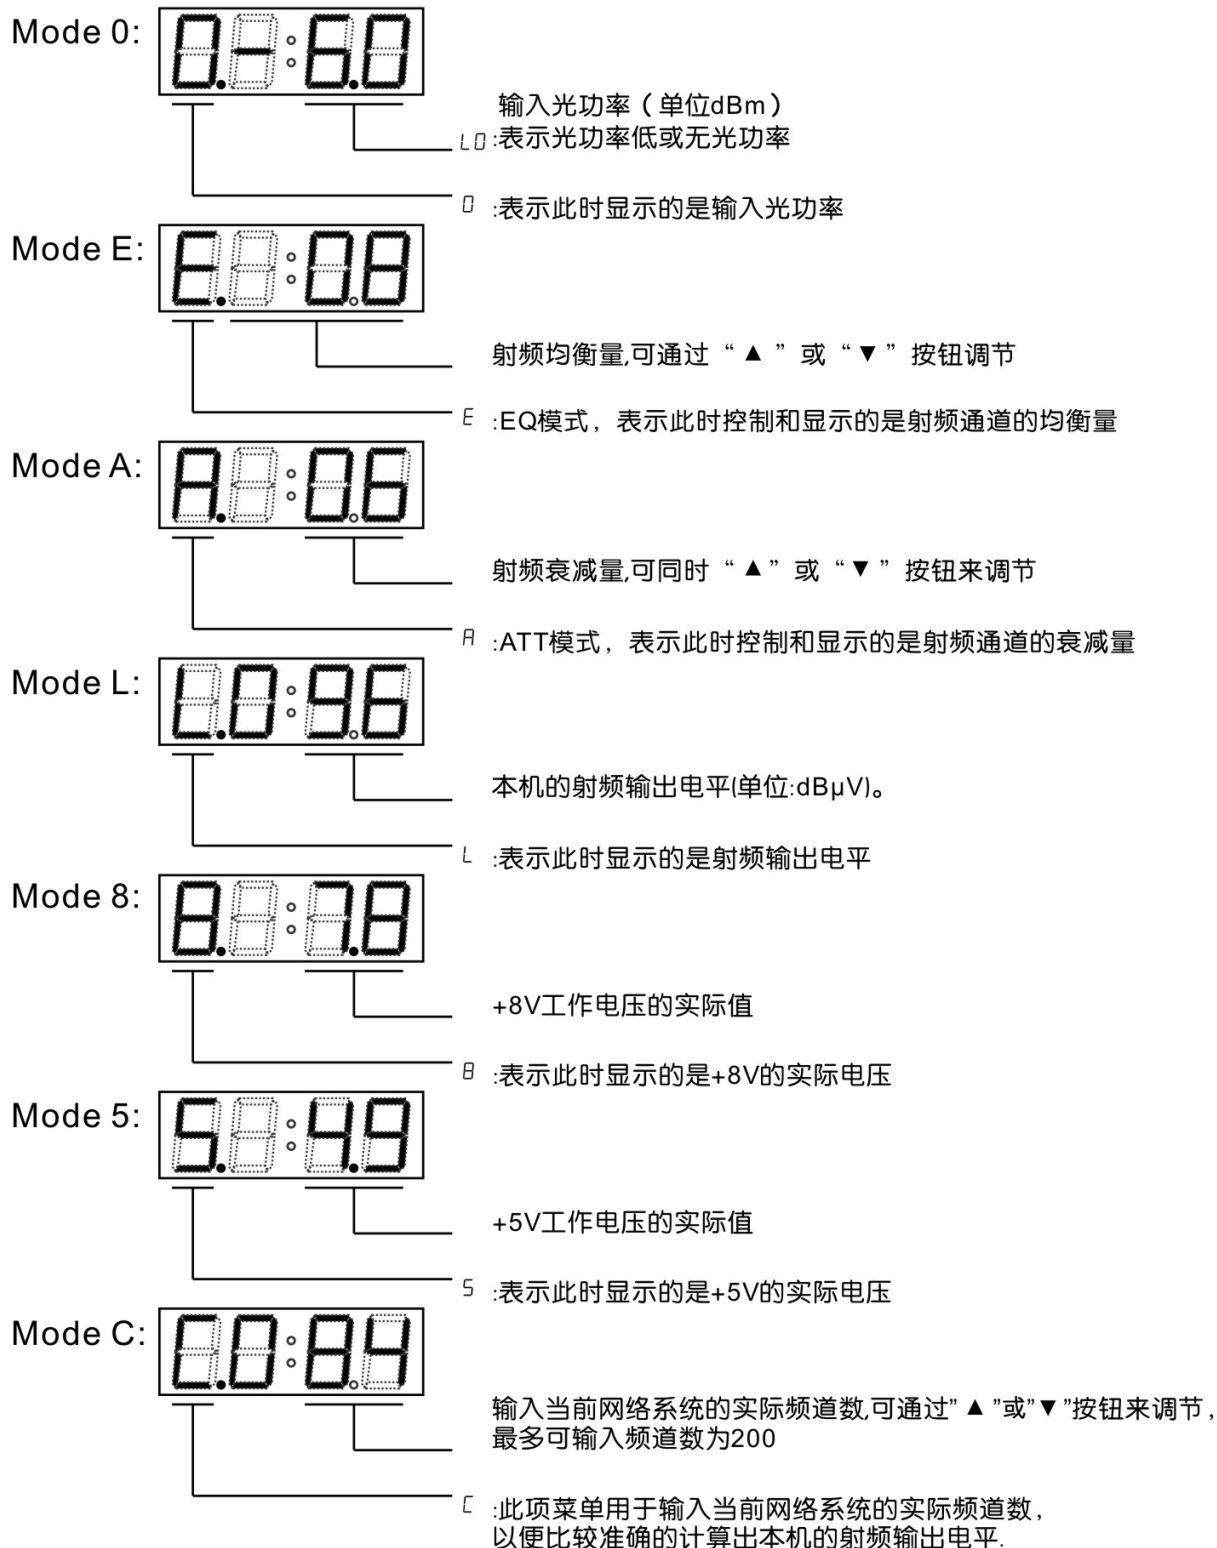 Mode 0:
0.-:6.0
输入光功率（单位dBm）
LO:表示光功率低或无光功率
0 :表示此时显示的是输入光功率
Mode E:
E. 08
射频均衡量,可通过“▲”或“▼”按钮调节
E :EQ模式，表示此时控制和显示的是射频通道的均衡量
Mode A:
A. 06
射频衰减量,可同时“▲”或“▼”按钮来调节
A :ATT模式，表示此时控制和显示的是射频通道的衰减量
Mode L:
L.0:96
本机的射频输出电平(单位:dBμV)。
L :表示此时显示的是射频输出电平
Mode 8:
8. 7.8
+8V工作电压的实际值
8 :表示此时显示的是+8V的实际电压
Mode 5:
5. 4.9
+5V工作电压的实际值
5 :表示此时显示的是+5V的实际电压
Mode C:
C.0:84
输入当前网络系统的实际频道数,可通过”▲”或”▼”按钮来调节，
最多可输入频道数为200
C :此项菜单用于输入当前网络系统的实际频道数，
以便比较准确的计算出本机的射频输出电平.